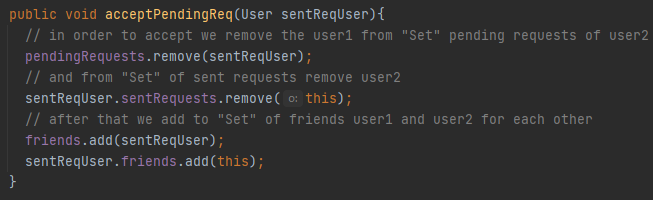 public void acceptPendingReq(User sentReqUser){
// in order to accept we remove the user1 from "Set" pending requests of user2
pendingRequests.remove(sentReqUser);
// and from "Set" of sent requests remove user2
sentReqUser.sentRequests.remove( o: this);
// after that we add to "Set" of friends user1 and user2 for each other
friends.add(sentReqUser);
sentReqUser.friends.add(this);
}